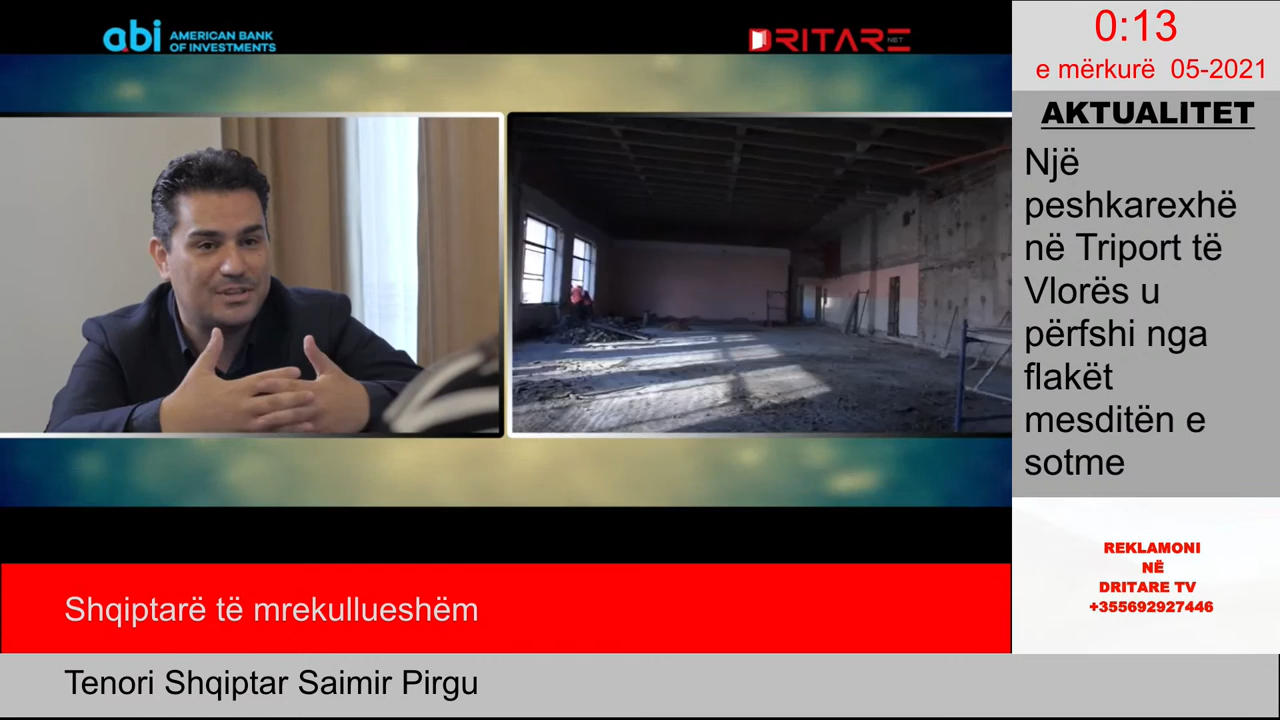 abi AMERICAN BANK
OF INVESTMENTS
DRITARE
NET
0:13
e mërkurë 05-2021
AKTUALITET
Një
peshkarexhë
në Triport të
Vlorës u
përfshi nga
flakët
mesditën e
sotme
REKLAMONI
NË
DRITARE TV
+355692927446
Shqiptarë të mrekullueshëm
Tenori Shqiptar Saimir Pirgu